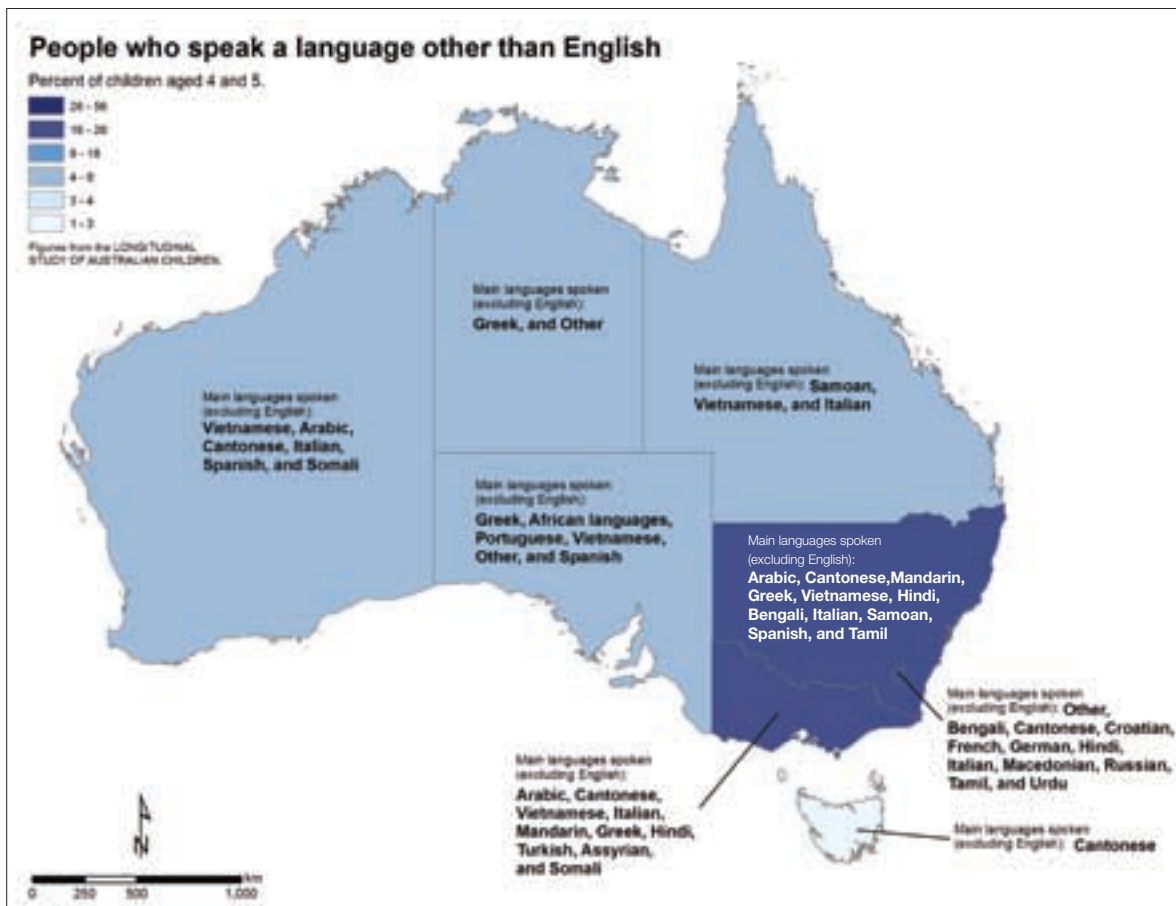 People who speak a language other than English
Percent of children aged 4 and 5.
16 - 20
4 - 8
1 - 3
Figures from the LONGITUDINAL
STUDY OF AUSTRALIAN CHILDREN.
Main languages spoken
(excluding English):
Greek, and Other
Main languages spoken
(excluding English): Samoan,
Vietnamese, and Italian
Main languages spoken
(excluding English):
Vietnamese, Arabic,
Cantonese, Italian,
Spanish, and Somali
Main languages spoken
(excluding English):
Greek, African languages,
Portuguese, Vietnamese,
Other, and Spanish
Main languages spoken
(excluding English):
Arabic, Cantonese,Mandarin,
Greek, Vietnamese, Hindi,
Bengali, Italian, Samoan,
Spanish, and Tamil
Main languages spoken
(excluding English): Other,
Bengali, Cantonese, Croatian,
French, German, Hindi,
Italian, Macedonian, Russian,
Tamil, and Urdu
Main languages spoken
(excluding English):
Arabic, Cantonese,
Vietnamese, Italian,
Mandarin, Greek, Hindi,
Turkish, Assyrian,
and Somali
Main languages spoken
(excluding English): Cantonese
N
km
0 250 500 1,000